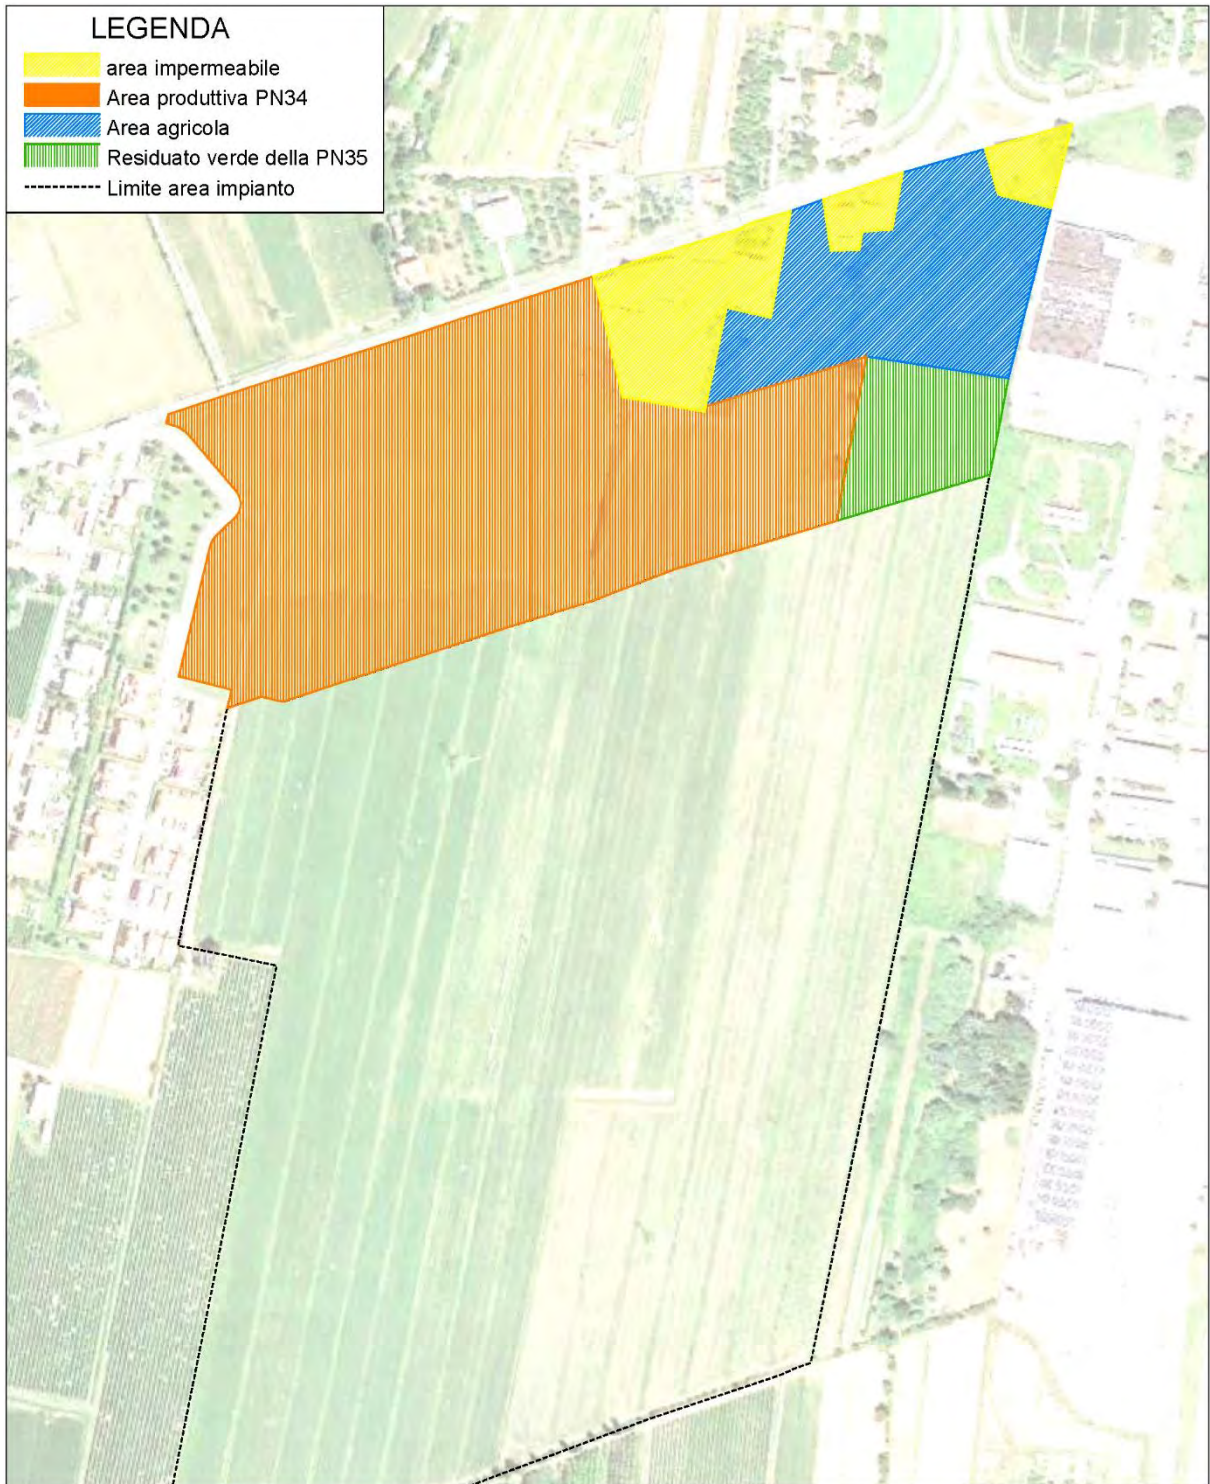 LEGENDA
area impermeabile
Area produttiva PN34
Area agricola
Residuato verde della PN35
Limite area impianto